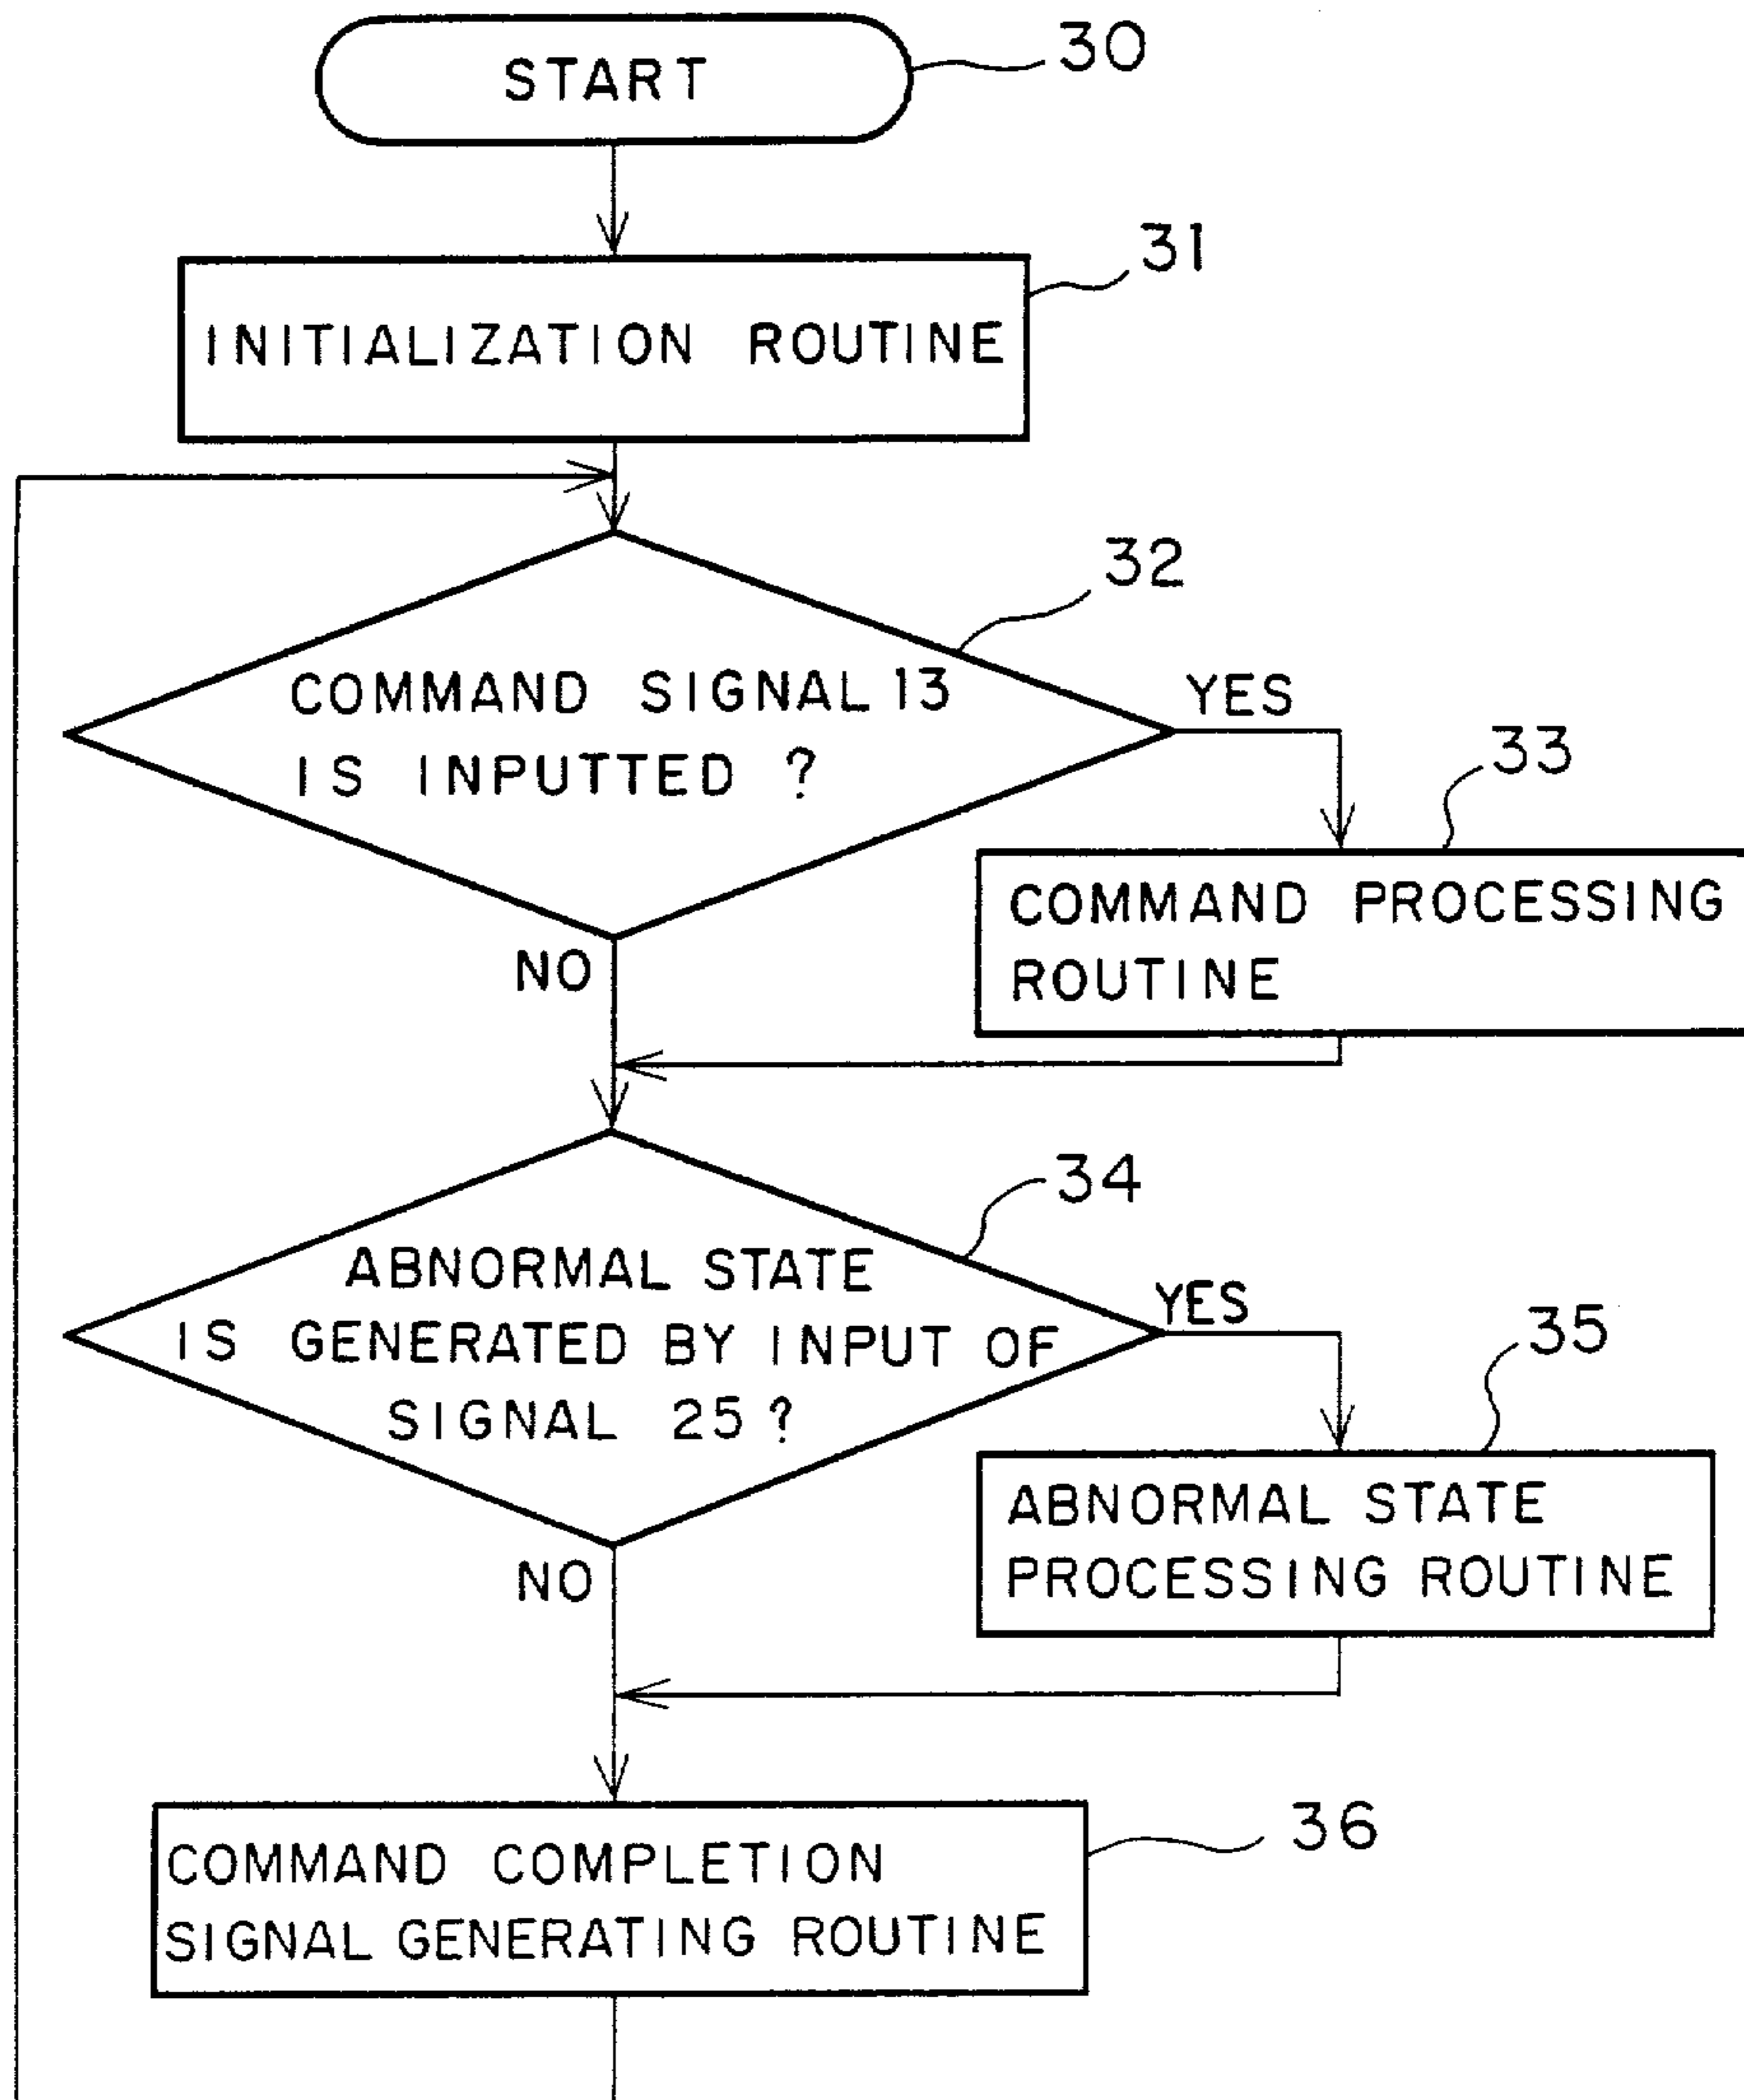 START
30
31
INITIALIZATION ROUTINE
32
COMMAND SIGNAL 13
IS INPUTTED ?
YES
33
COMMAND PROCESSING
ROUTINE
NO
34
ABNORMAL STATE
IS GENERATED BY INPUT OF
SIGNAL 25 ?
YES
35
ABNORMAL STATE
PROCESSING ROUTINE
NO
36
COMMAND COMPLETION
SIGNAL GENERATING ROUTINE